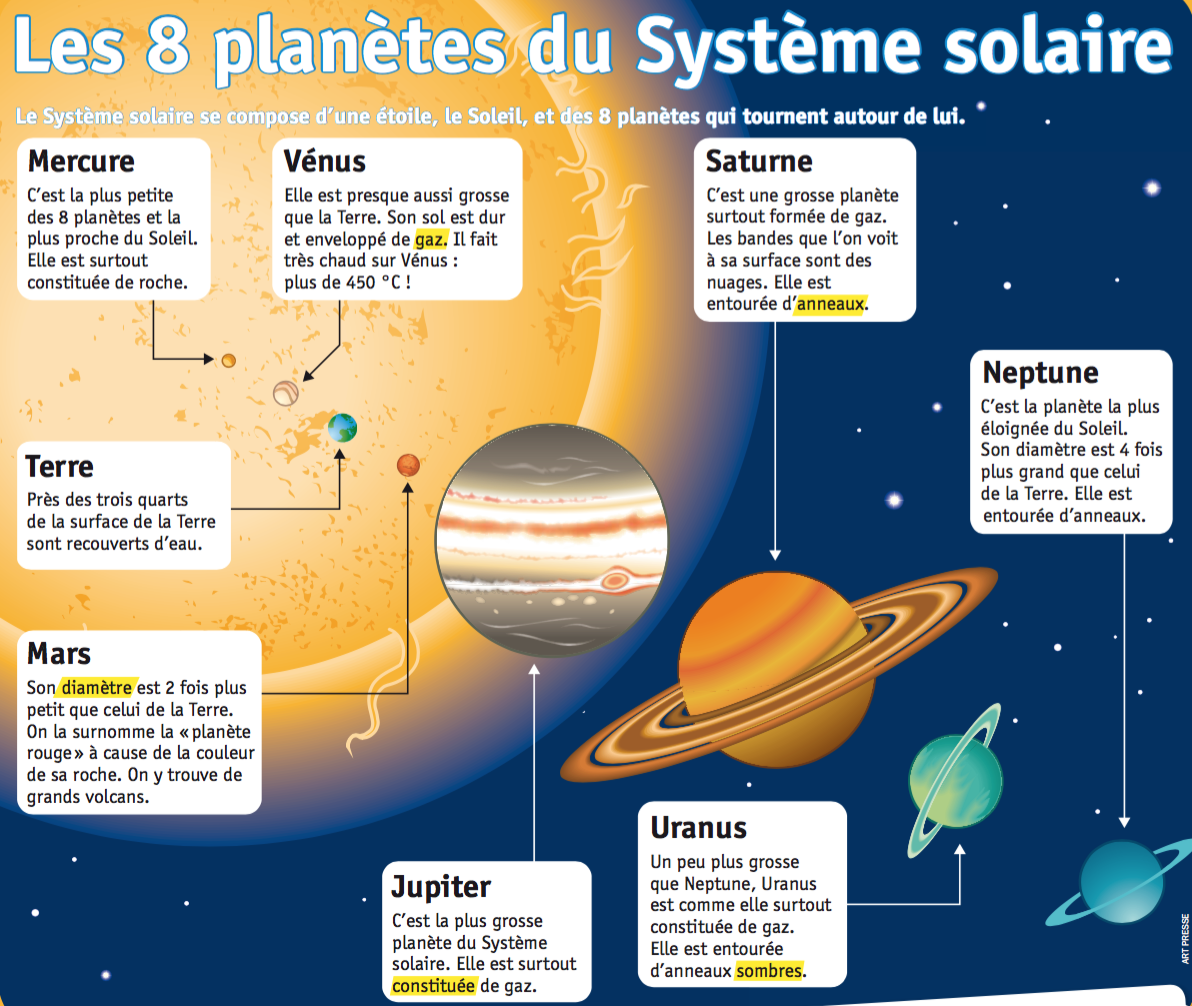 Les 8 planètes du Système solaire
Le Système solaire se compose d'une étoile, le Soleil, et des 8 planètes qui tournent autour de lui.
Mercure
C'est la plus petite
des 8 planètes et la
plus proche du Soleil.
Elle est surtout
constituée de roche.
Vénus
Elle est presque aussi grosse
que la Terre. Son sol est dur
et enveloppé de gaz. Il fait
très chaud sur Vénus :
plus de 450 °C !
Saturne
C'est une grosse planète
surtout formée de gaz.
Les bandes que l'on voit
à sa surface sont des
nuages. Elle est
entourée d'anneaux.
Neptune
C'est la planète la plus
éloignée du Soleil.
Son diamètre est 4 fois
plus grand que celui
de la Terre. Elle est
entourée d'anneaux.
Terre
Près des trois quarts
de la surface de la Terre
sont recouverts d'eau.
Mars
Son diamètre est 2 fois plus
petit que celui de la Terre.
On la surnomme la « planète
rouge » à cause de la couleur
de sa roche. On y trouve de
grands volcans.
Jupiter
C'est la plus grosse
planète du Système
solaire. Elle est surtout
constituée de gaz.
Uranus
Un peu plus grosse
que Neptune, Uranus
est comme elle surtout
constituée de gaz.
Elle est entourée
d'anneaux sombres.
ART PRESSE